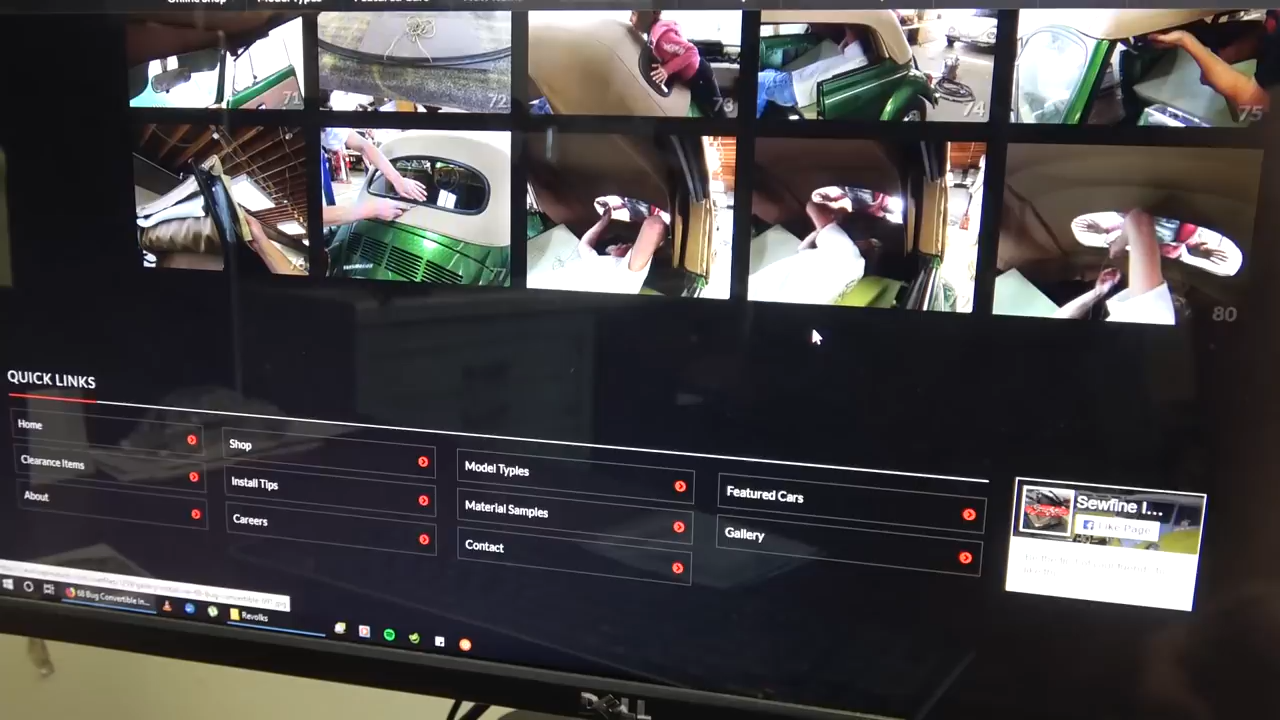 71
72
73
74
75
76
77
80
QUICK LINKS
Home
Shop
Model Types
Featured Cars
Clearance Items
Install Tips
Material Samples
Gallery
About
Careers
Contact
Sewfine I...
Like Page
68 Bug Convertible In...
Revolks
DELL